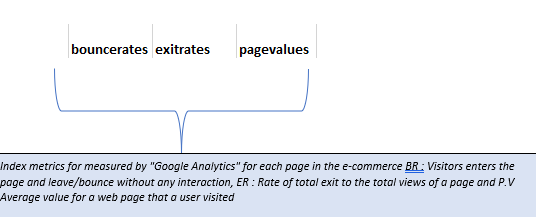 bouncerates exitrates pagevalues
Index metrics for measured by "Google Analytics" for each page in the e-commerce BR : Visitors enters the
page and leave/bounce without any interaction, ER : Rate of total exit to the total views of a page and P.V
Average value for a web page that a user visited